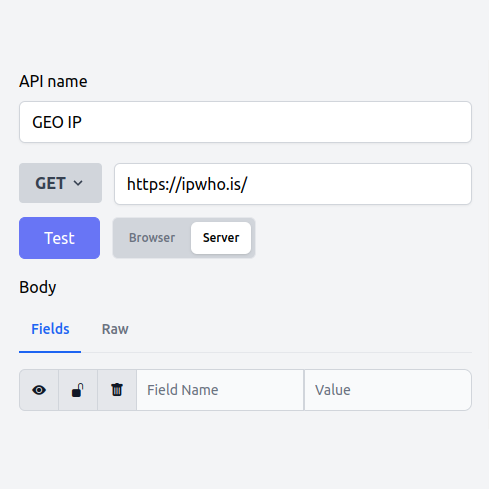 API name
GEO IP
GET https://ipwho.is/
Test Browser Server
Body
Fields Raw
Field Name Value